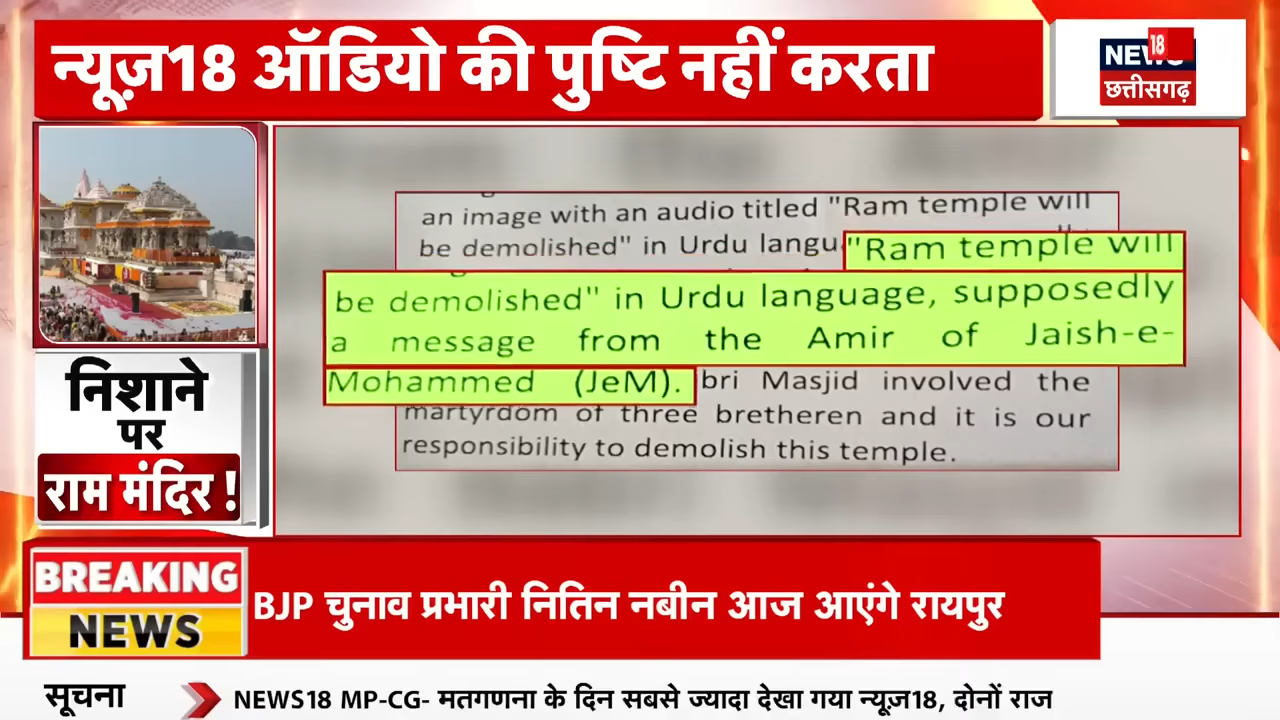 न्यूज़18 ऑडियो की पुष्टि नहीं करता
NEWS
18
छत्तीसगढ़
an image with an audio titled "Ram temple will
be demolished" in Urdu
"Ram temple will
be demolished" in Urdu language, supposedly
a message from the Amir of Jaish-e-
Mohammed (JeM).
Masjid involved the
martyrdom of three bretheren and it is our
responsibility to demolish this temple.
निशाने
पर
राम मंदिर !
BREAKING
NEWS
BJP चुनाव प्रभारी नितिन नबीन आज आएंगे रायपुर
सूचना
NEWS18 MP-CG- मतगणना के दिन सबसे ज्यादा देखा गया न्यूज़18, दोनों राज